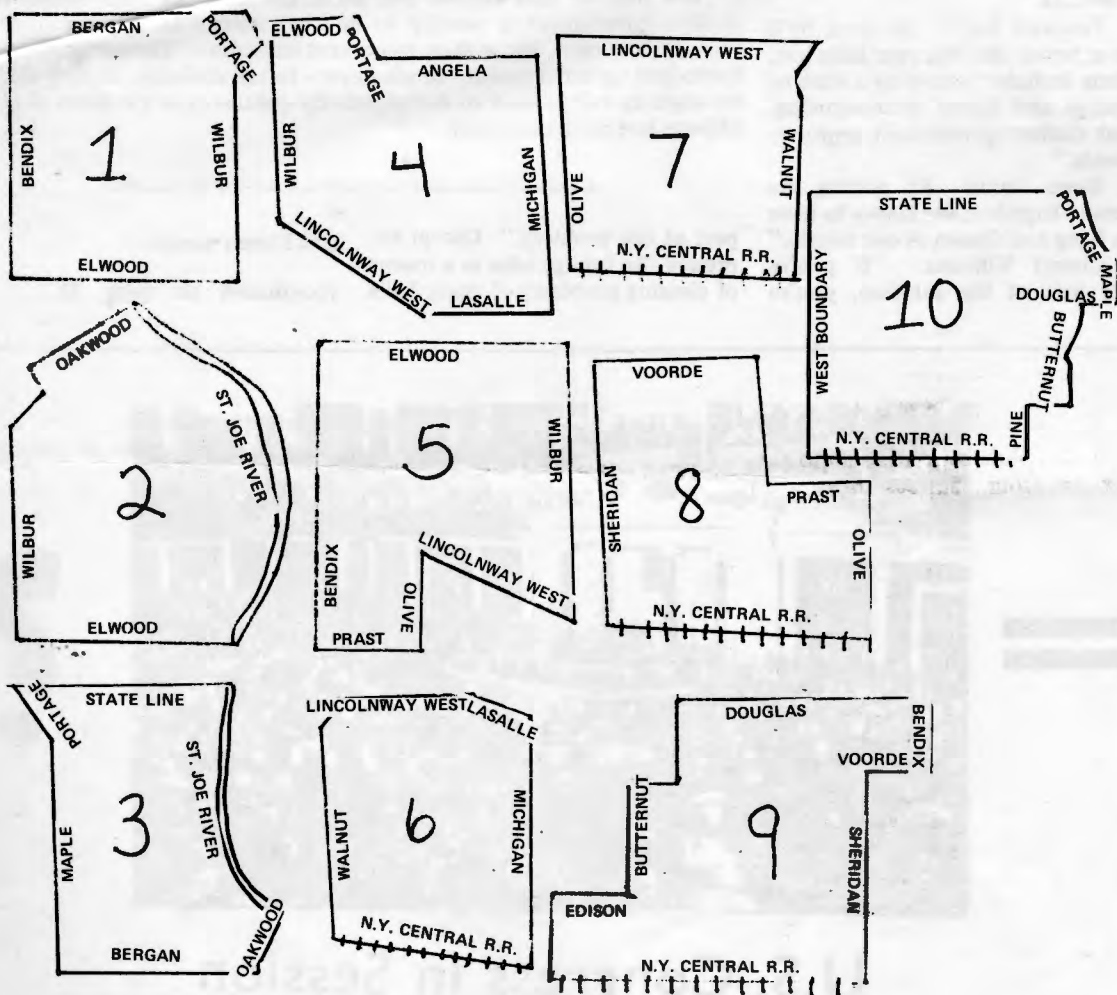 BERGAN
PORTAGE
BENDIX
1
WILBUR
ELWOOD
ELWOOD
PORTAGE
ANGELA
WILBUR
4
MICHIGAN
LINCOLNWAY WEST
LASALLE
LINCOLNWAY WEST
OLIVE
7
WALNUT
N.Y. CENTRAL R.R.
STATE LINE
PORTAGE
MAPLE
WEST BOUNDARY
10
DOUGLAS
BUTTERNUT
PINE
N.Y. CENTRAL R.R.
OAKWOOD
ST. JOE RIVER
WILBUR
2
ELWOOD
ELWOOD
BENDIX
5
WILBUR
LINCOLNWAY WEST
OLIVE
PRAST
VOORDE
SHERIDAN
8
PRAST
OLIVE
N.Y. CENTRAL R.R.
PORTAGE
STATE LINE
ST. JOE RIVER
MAPLE
3
BERGAN
OAKWOOD
LINCOLNWAY WEST LASALLE
WALNUT
6
MICHIGAN
N.Y. CENTRAL R.R.
DOUGLAS
BENDIX
VOORDE
BUTTERNUT
9
SHERIDAN
EDISON
N.Y. CENTRAL R.R.